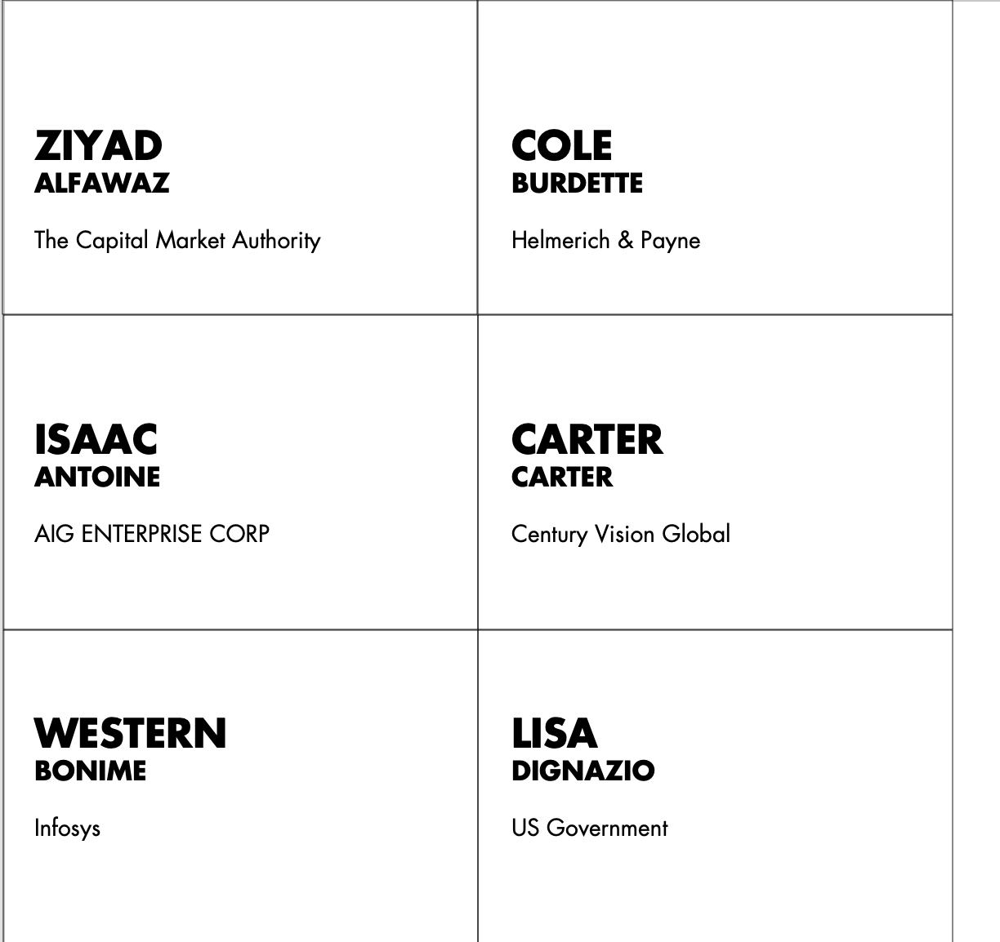 ZIYAD
ALFAWAZ
The Capital Market Authority
COLE
BURDETTE
Helmerich & Payne
ISAAC
ANTOINE
AIG ENTERPRISE CORP
CARTER
CARTER
Century Vision Global
WESTERN
BONIME
Infosys
LISA
DIGNAZIO
US Government